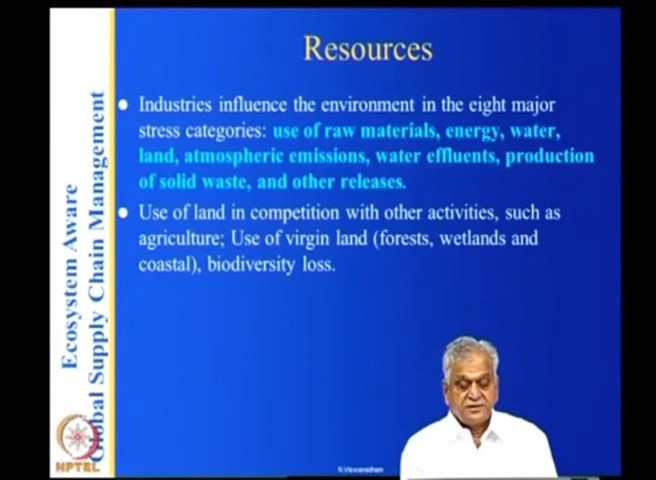 Resources
Industries influence the environment in the eight major
stress categories: use of raw materials, energy, water,
land, atmospheric emissions, water effluents, production
of solid waste, and other releases.
Use of land in competition with other activities, such as
agriculture; Use of virgin land (forests, wetlands and
coastal), biodiversity loss.
Ecosystem Aware
Global Supply Chain Management
NPTEL
N.Viswanadham